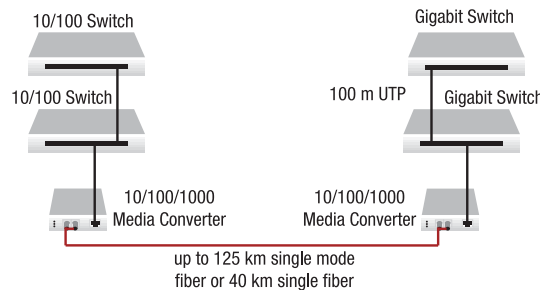 10/100 Switch
Gigabit Switch
10/100 Switch
100 m UTP
Gigabit Switch
10/100/1000
Media Converter
10/100/1000
Media Converter
up to 125 km single mode
fiber or 40 km single fiber